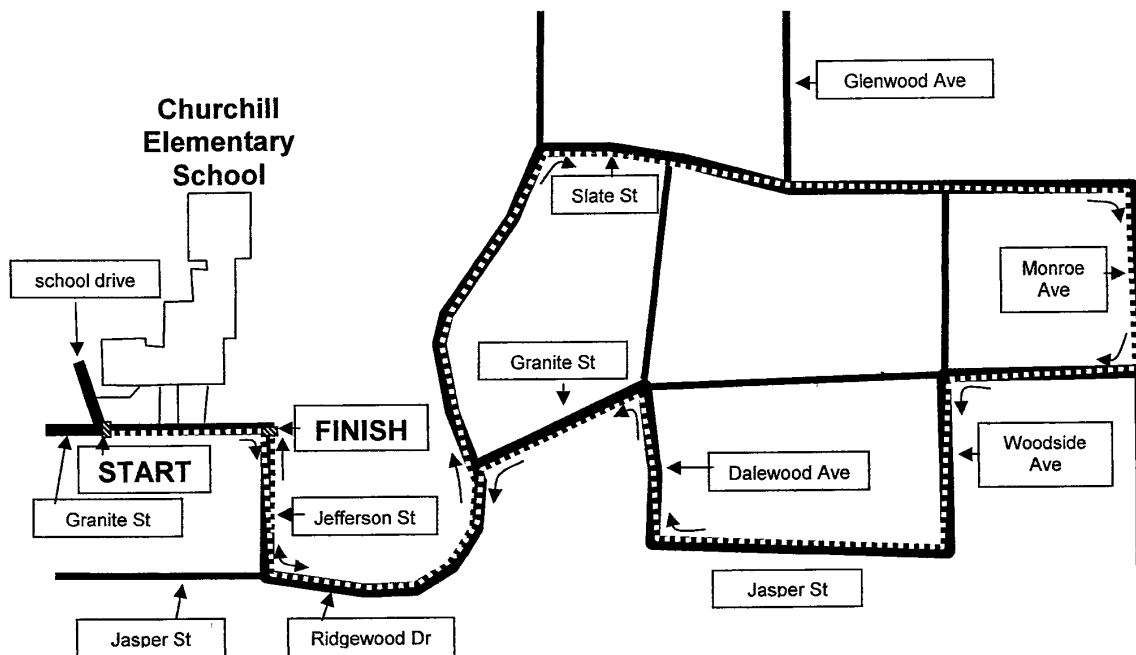 Glenwood Ave
Churchill
Elementary
School
Slate St
school drive
Monroe
Ave
Granite St
FINISH
START
Dalewood Ave
Woodside
Ave
Granite St
Jefferson St
Jasper St
Jasper St
Ridgewood Dr